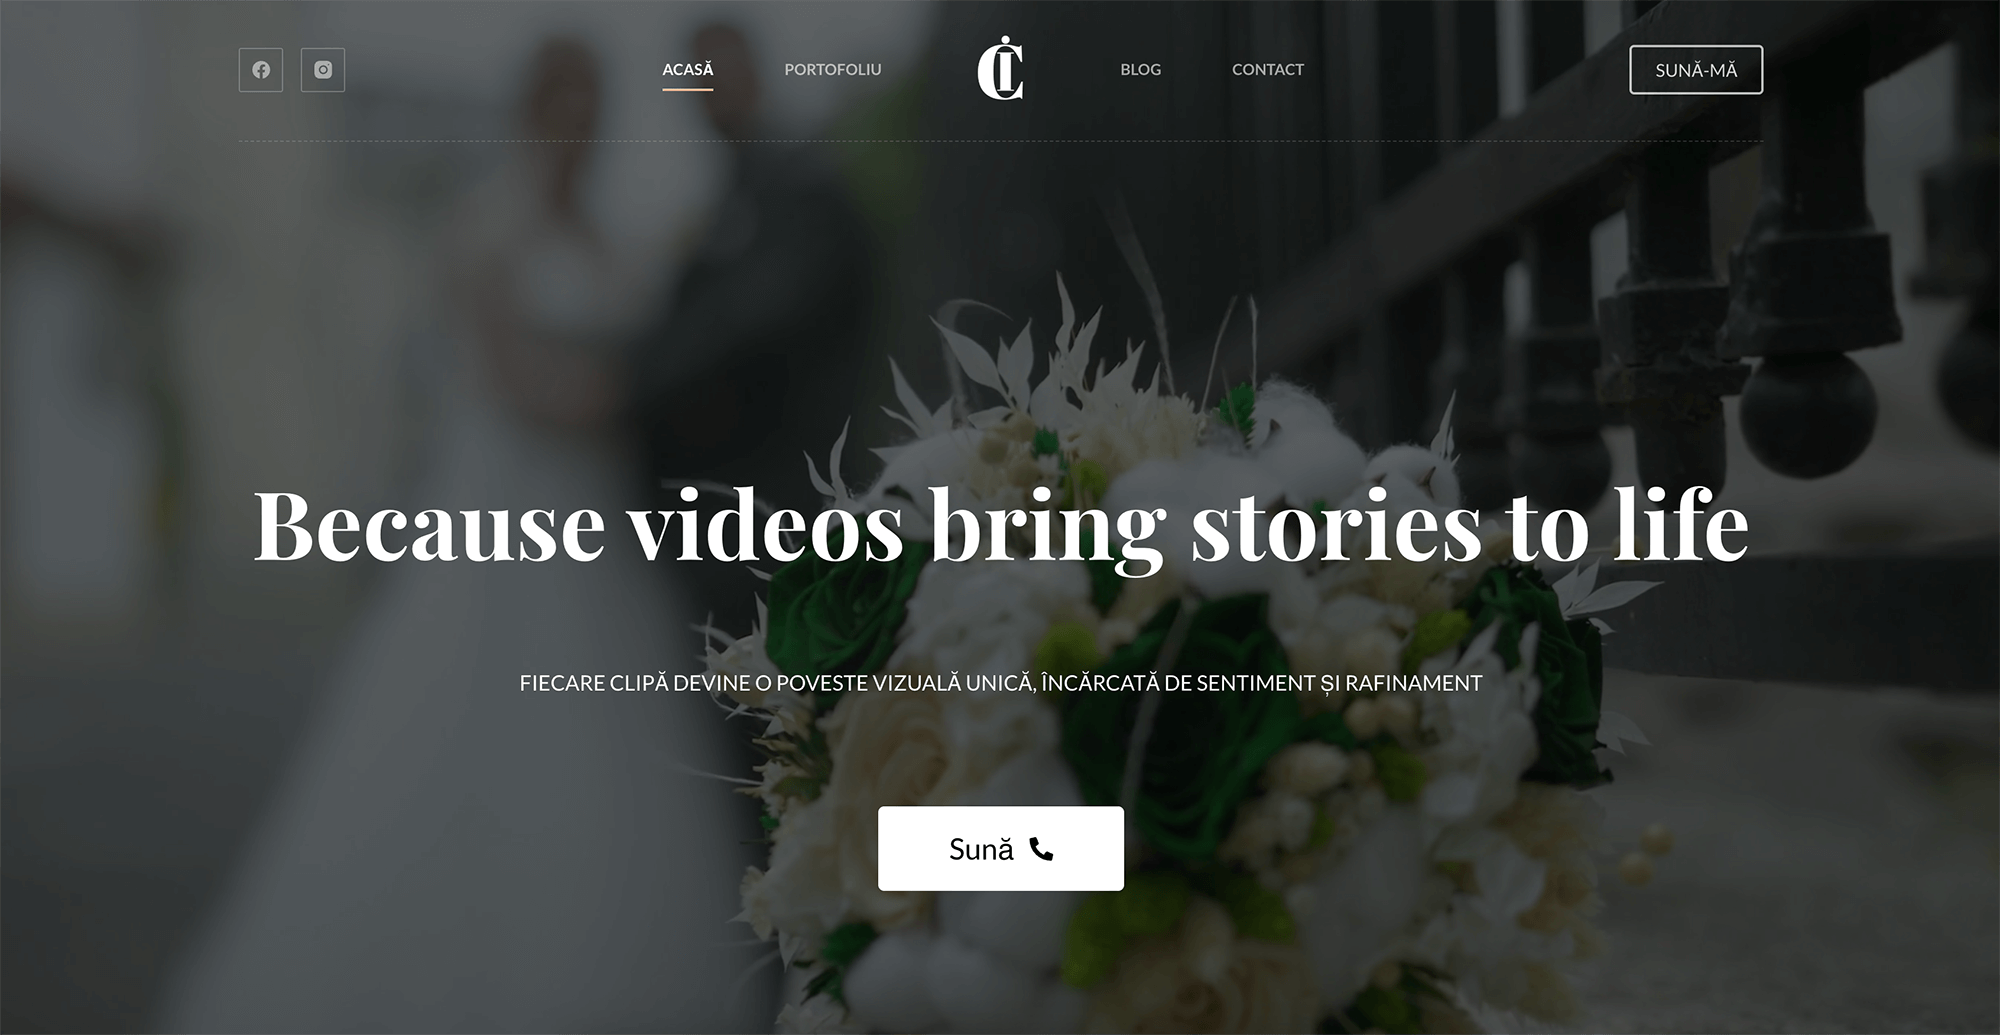 ACASĂ
PORTOFOLIU
CI
BLOG
CONTACT
SUNĂ-MĂ
Because videos bring stories to life
FIECARE CLIPĂ DEVINE O POVESTE VIZUALĂ UNICĂ, ÎNCĂRCATĂ DE SENTIMENT ȘI RAFINAMENT
Sună